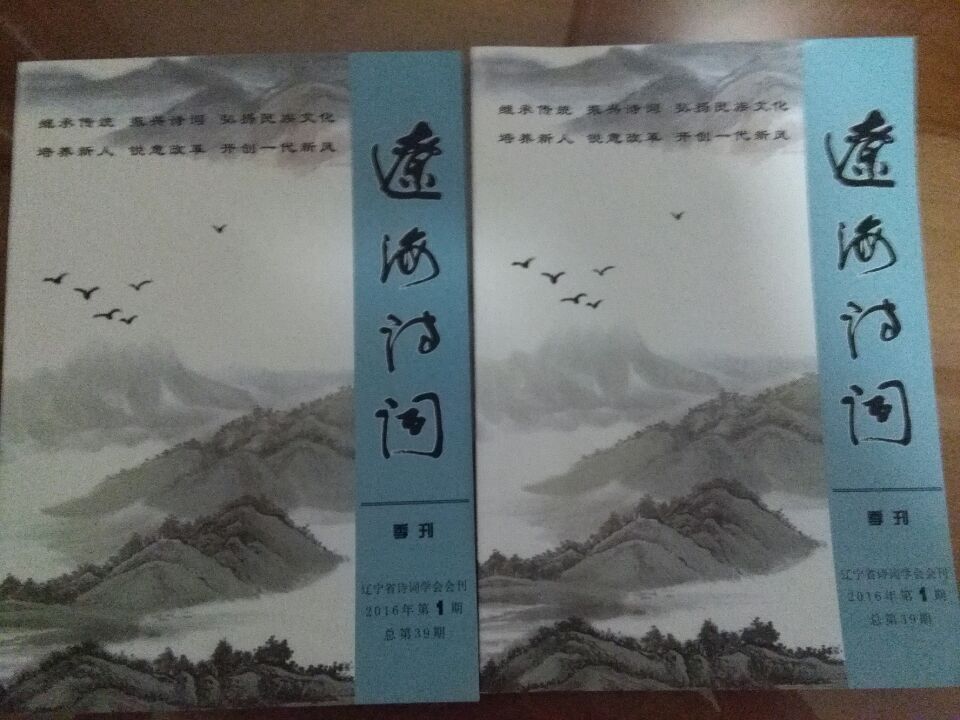 继承传统 振兴诗词 弘扬民族文化
培养新人 锐意改革 开创一代新风
遼海诗词
季刊
辽宁省诗词学会会刊
2016年第1期
总第39期
继承传统 振兴诗词 弘扬民族文化
培养新人 锐意改革 开创一代新风
遼海诗词
季刊
辽宁省诗词学会会刊
2016年第1期
总第39期